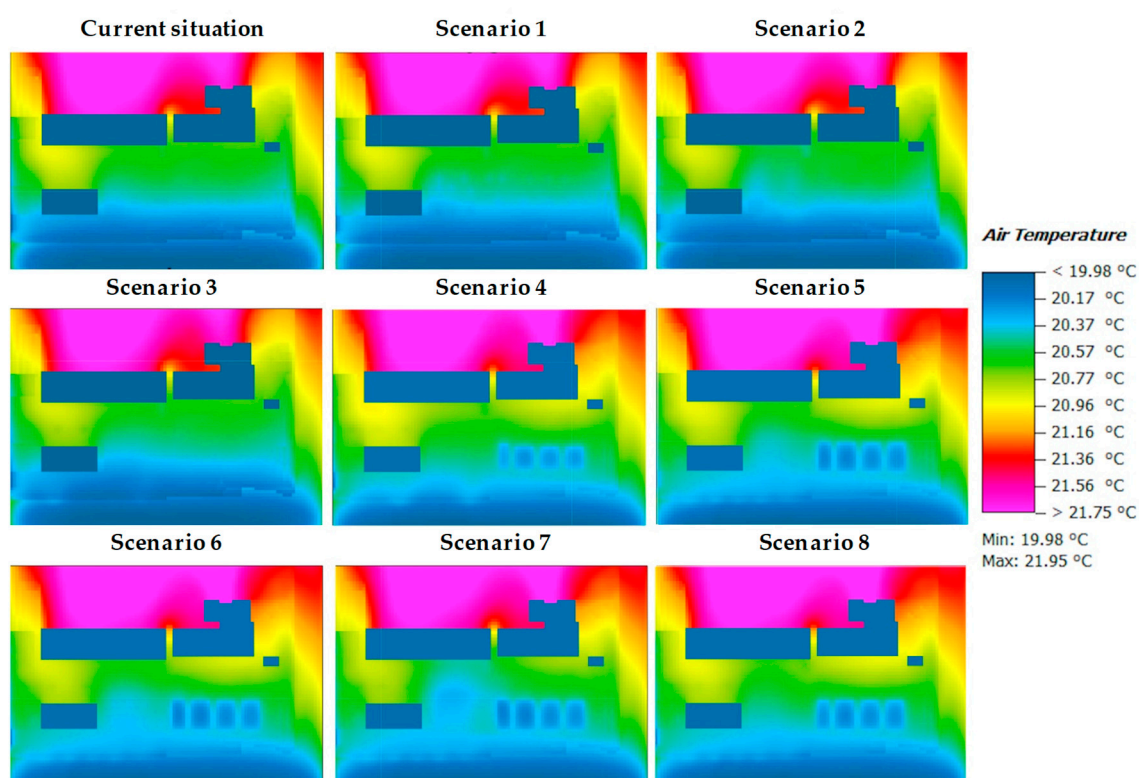 Current situation
Scenario 1
Scenario 2
Scenario 3
Scenario 4
Scenario 5
Scenario 6
Scenario 7
Scenario 8
Air Temperature
< 19.98 °C
20.17 °C
20.37 °C
20.57 °C
20.77 °C
20.96 °C
21.16 °C
21.36 °C
21.56 °C
> 21.75 °C
Min: 19.98 °C
Max: 21.95 °C